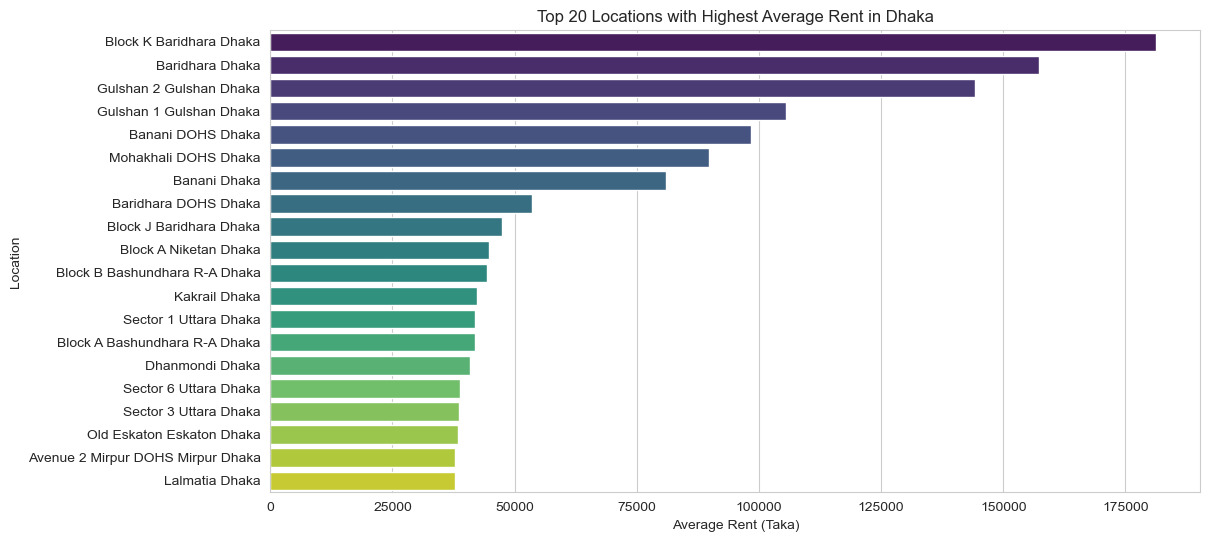 Top 20 Locations with Highest Average Rent in Dhaka
Location
Block K Baridhara Dhaka
Baridhara Dhaka
Gulshan 2 Gulshan Dhaka
Gulshan 1 Gulshan Dhaka
Banani DOHS Dhaka
Mohakhali DOHS Dhaka
Banani Dhaka
Baridhara DOHS Dhaka
Block J Baridhara Dhaka
Block A Niketan Dhaka
Block B Bashundhara R-A Dhaka
Kakrail Dhaka
Sector 1 Uttara Dhaka
Block A Bashundhara R-A Dhaka
Dhanmondi Dhaka
Sector 6 Uttara Dhaka
Sector 3 Uttara Dhaka
Old Eskaton Eskaton Dhaka
Avenue 2 Mirpur DOHS Mirpur Dhaka
Lalmatia Dhaka
0 25000 50000 75000 100000 125000 150000 175000
Average Rent (Taka)